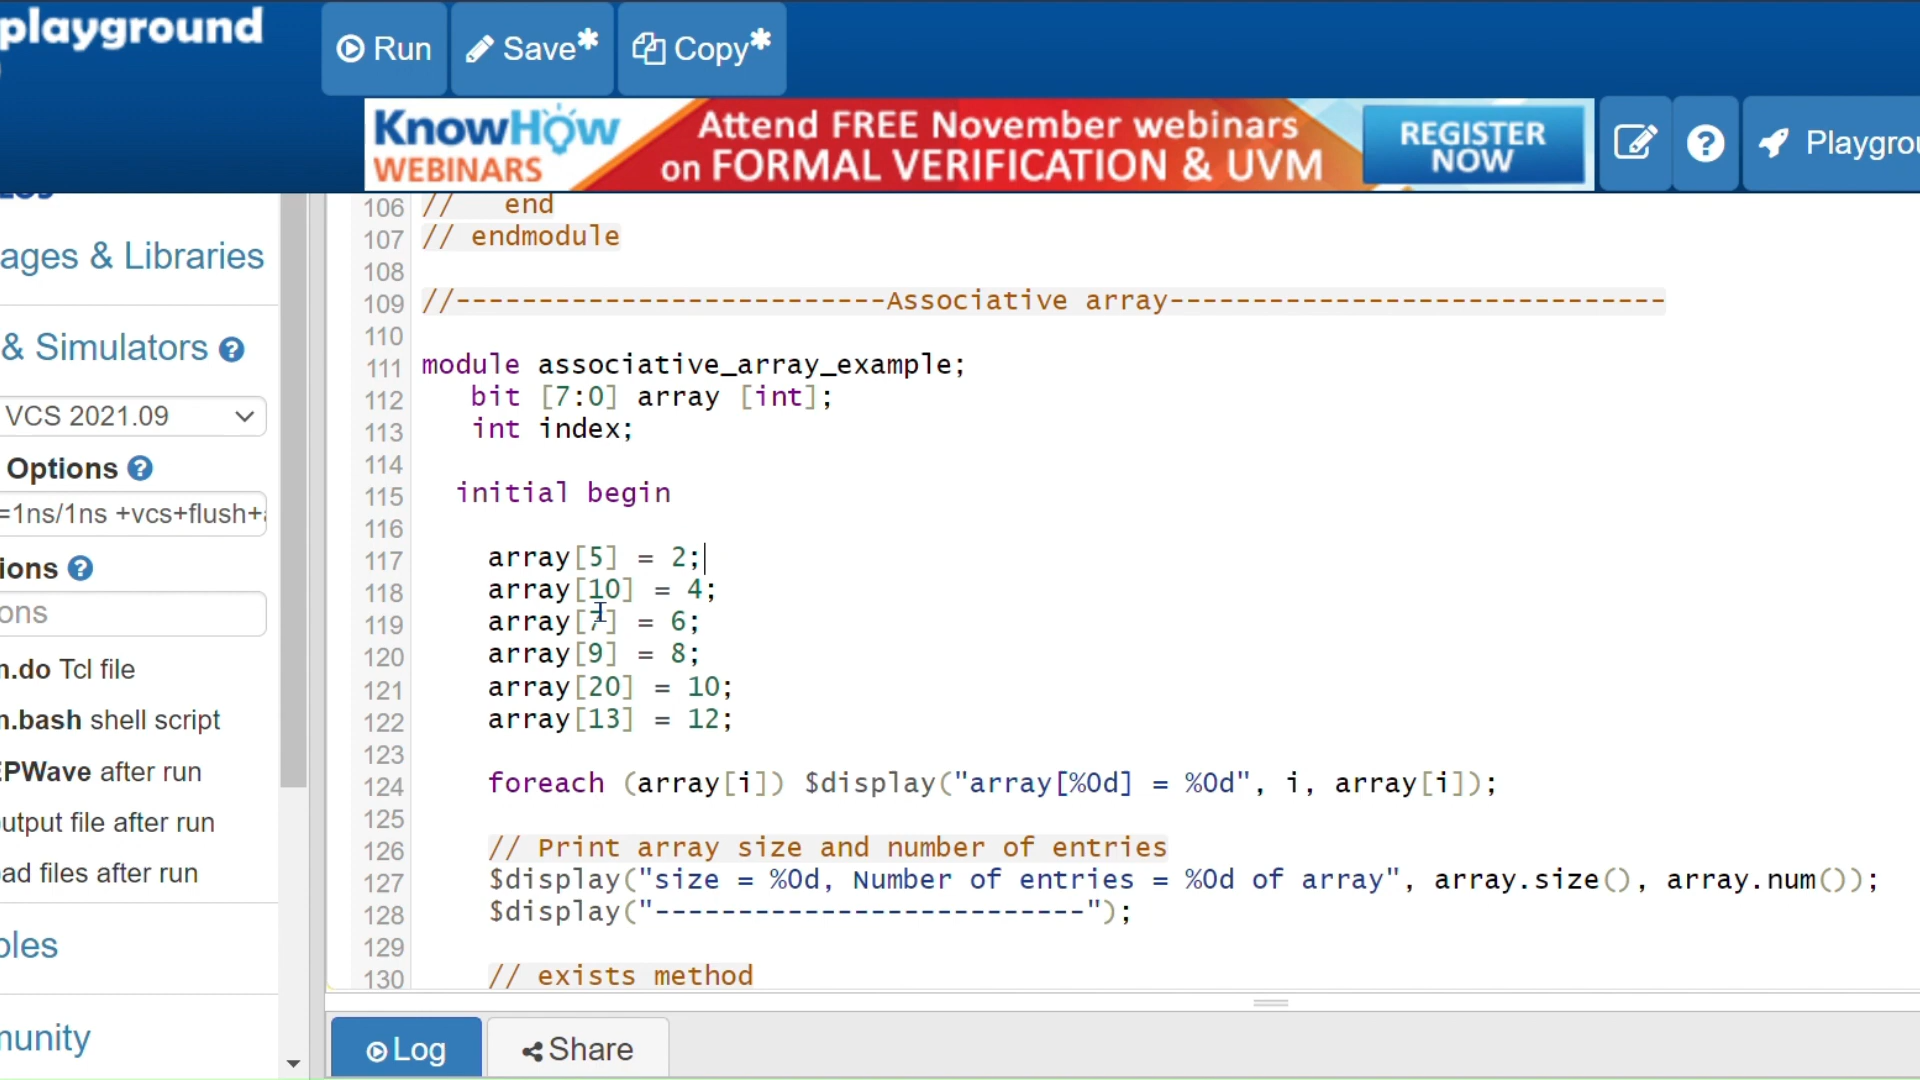 playground
Run
Save*
Copy*
KnowHow
WEBINARS
Attend FREE November webinars
on FORMAL VERIFICATION & UVM
REGISTER
NOW
Playgrou
ages & Libraries
& Simulators
VCS 2021.09
Options
=1ns/1ns +vcs+flush+
ions
ons
n.do Tcl file
n.bash shell script
EPWave after run
utput file after run
ad files after run
ples
munity
106 //   end
107 // endmodule
108
109 //--------------------------Associative array------------------------------
110
111 module associative_array_example;
112    bit [7:0] array [int];
113    int index;
114
115   initial begin
116
117     array[5] = 2;
118     array[10] = 4;
119     array[7] = 6;
120     array[9] = 8;
121     array[20] = 10;
122     array[13] = 12;
123
124     foreach (array[i]) $display("array[%0d] = %0d", i, array[i]);
125
126     // Print array size and number of entries
127     $display("size = %0d, Number of entries = %0d of array", array.size(), array.num());
128     $display("--------------------------");
129
130     // exists method
Log
Share